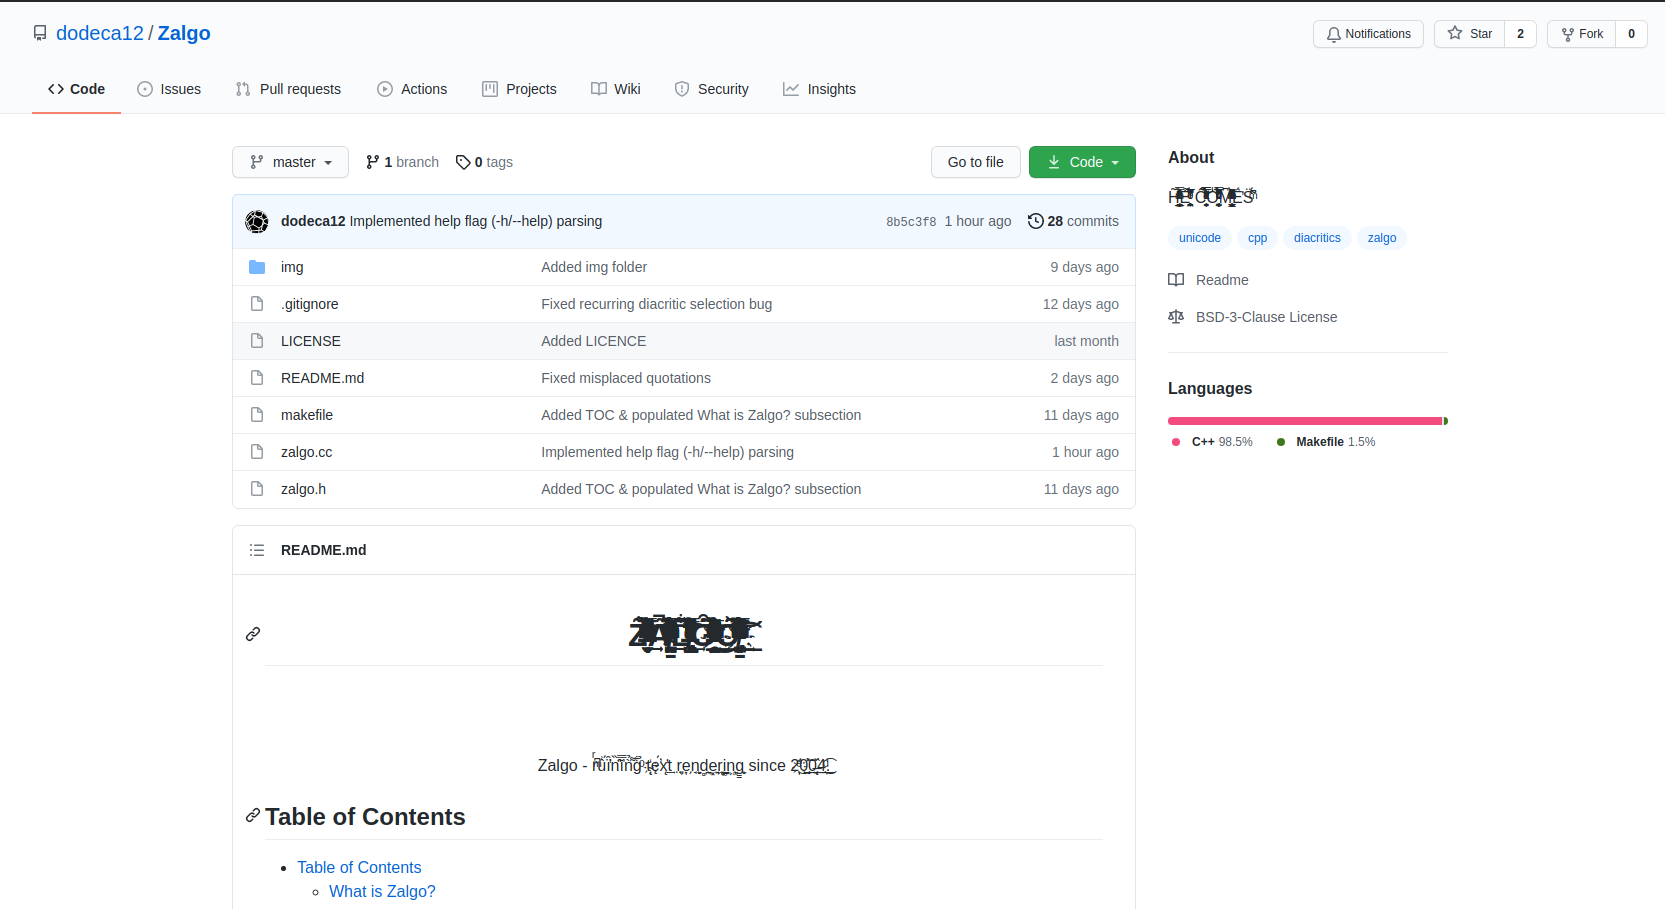 dodeca12 / Zalgo
Notifications Star 2 Fork 0
Code Issues Pull requests Actions Projects Wiki Security Insights
master 1 branch 0 tags Go to file Code
dodeca12 Implemented help flag (-h/--help) parsing 8b5c3f8 1 hour ago 28 commits
img Added img folder 9 days ago
.gitignore Fixed recurring diacritic selection bug 12 days ago
LICENSE Added LICENCE last month
README.md Fixed misplaced quotations 2 days ago
makefile Added TOC & populated What is Zalgo? subsection 11 days ago
zalgo.cc Implemented help flag (-h/--help) parsing 1 hour ago
zalgo.h Added TOC & populated What is Zalgo? subsection 11 days ago
README.md
Zalgo - ruining text rendering since 2004!
Table of Contents
Table of Contents
What is Zalgo?
About
HE COMES
unicode cpp diacritics zalgo
Readme
BSD-3-Clause License
Languages
C++ 98.5% Makefile 1.5%